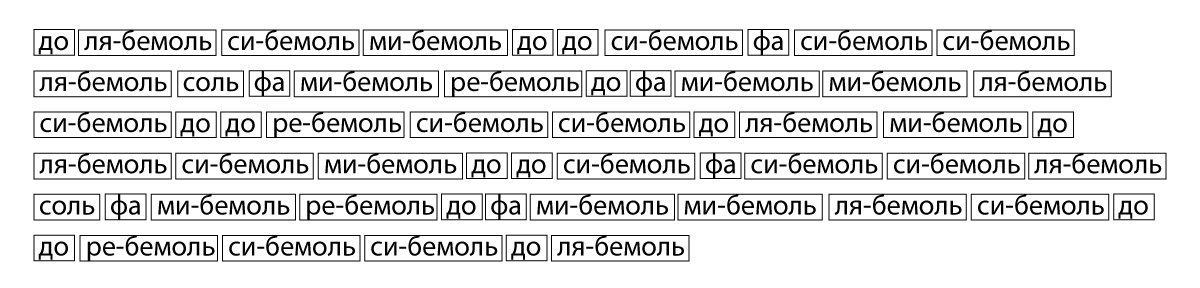 до ля-бемоль си-бемоль ми-бемоль до до си-бемоль фа си-бемоль си-бемоль
ля-бемоль соль фа ми-бемоль ре-бемоль до фа ми-бемоль ми-бемоль ля-бемоль
си-бемоль до до ре-бемоль си-бемоль си-бемоль до ля-бемоль ми-бемоль до
ля-бемоль си-бемоль ми-бемоль до до си-бемоль фа си-бемоль си-бемоль ля-бемоль
соль фа ми-бемоль ре-бемоль до фа ми-бемоль ми-бемоль ля-бемоль си-бемоль до
до ре-бемоль си-бемоль си-бемоль до ля-бемоль